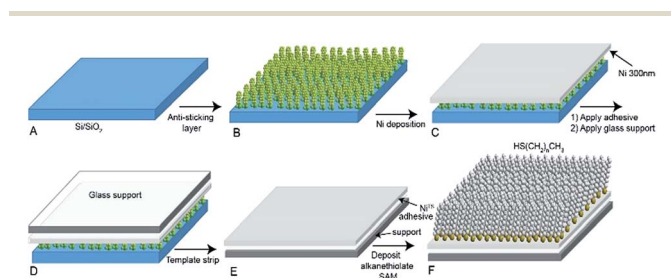 Ni 300nm
A
Si/SiO₂
Anti-sticking
layer
B
Ni deposition
C
1) Apply adhesive
2) Apply glass support
HS(CH₂)ₙCH₃
Glass support
Ni^TS
adhesive
support
D
Template strip
E
Deposit
alkanethiolate
SAM
F